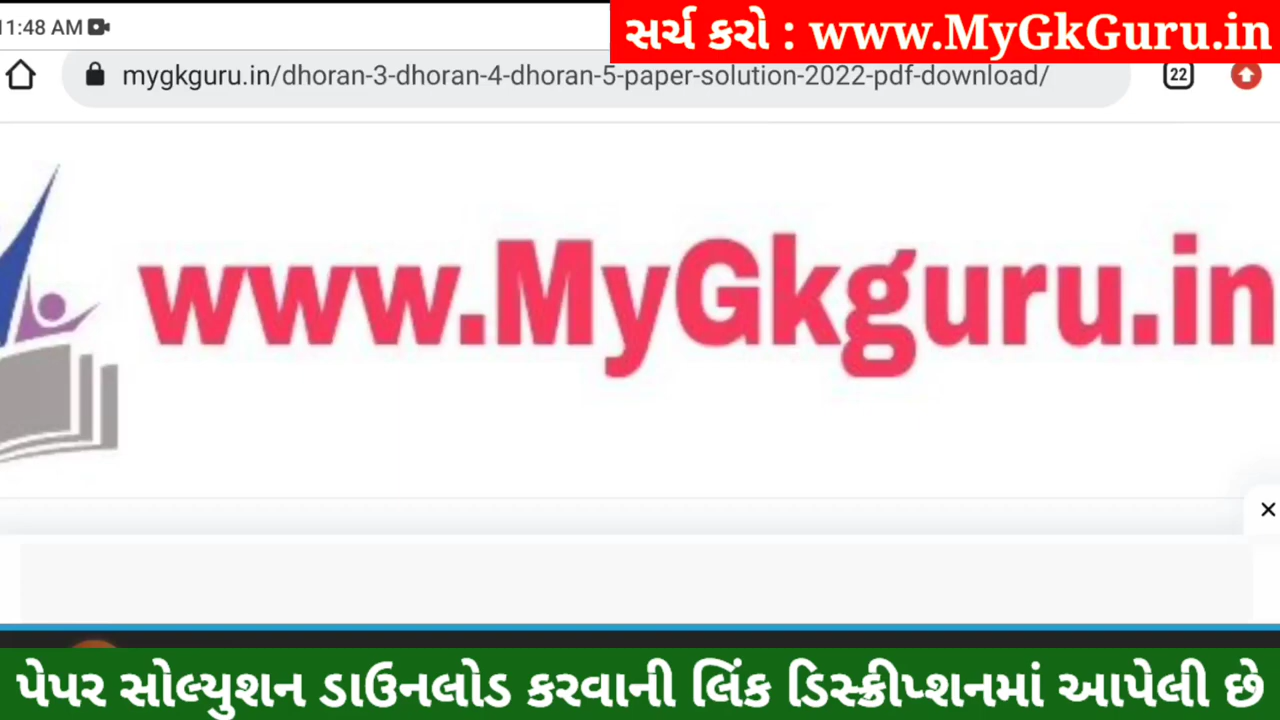 11:48 AM
સર્ચ કરો : www.MyGkGuru.in
mygkguru.in/dhoran-3-dhoran-4-dhoran-5-paper-solution-2022-pdf-download/
22
www.MyGkguru.in
પેપર સોલ્યુશન ડાઉનલોડ કરવાની લિંક ડિસ્ક્રીપ્શનમાં આપેલી છે